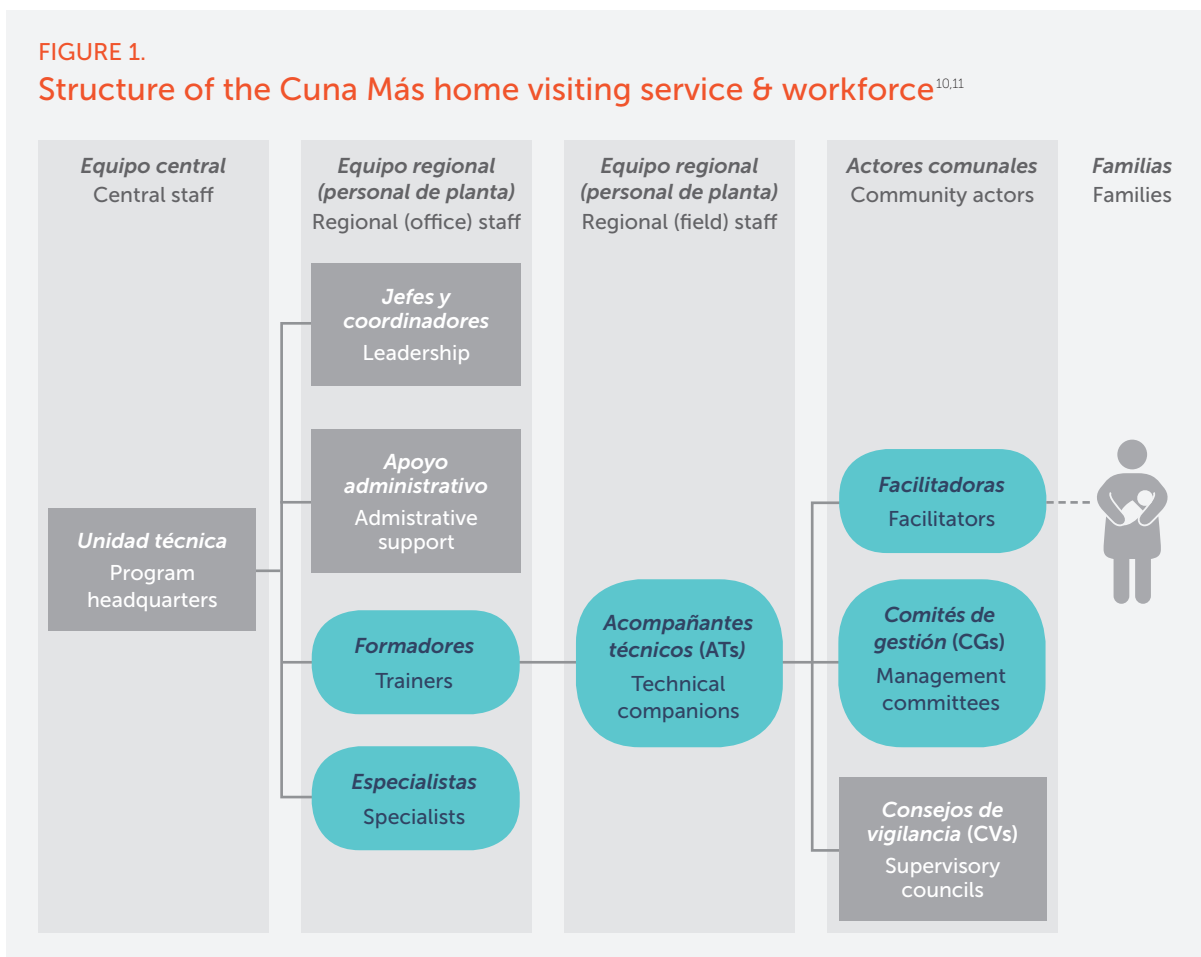 FIGURE 1.
Structure of the Cuna Más home visiting service & workforce10,11
Equipo central
Central staff
Equipo regional
(personal de planta)
Regional (office) staff
Equipo regional
(personal de planta)
Regional (field) staff
Actores comunales
Community actors
Familias
Families
Unidad técnica
Program
headquarters
Jefes y
coordinadores
Leadership
Apoyo
administrativo
Admistrative
support
Formadores
Trainers
Especialistas
Specialists
Acompañantes
técnicos (ATs)
Technical
companions
Facilitadoras
Facilitators
Comités de
gestión (CGs)
Management
committees
Consejos de
vigilancia (CVs)
Supervisory
councils